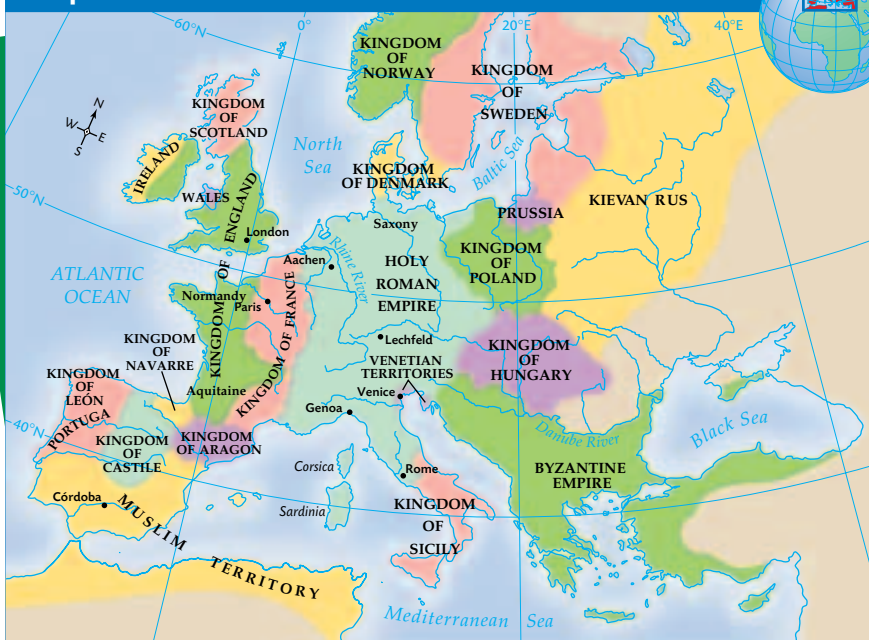 60°N
0°
20°E
40°E
KINGDOM
OF
NORWAY
KINGDOM
OF
SWEDEN
KINGDOM
OF
SCOTLAND
N
W
E
S
North
Sea
IRELAND
KINGDOM
OF DENMARK
Baltic Sea
50°N
WALES
KINGDOM OF ENGLAND
PRUSSIA
KIEVAN RUS
Saxony
London
Aachen
Rhine River
HOLY
ROMAN
EMPIRE
KINGDOM
OF
POLAND
ATLANTIC
OCEAN
Normandy
Paris
KINGDOM OF FRANCE
Lechfeld
KINGDOM
OF
NAVARRE
VENETIAN
TERRITORIES
KINGDOM
OF
HUNGARY
KINGDOM
OF
LEÓN
Aquitaine
Venice
Genoa
PORTUGA
40°N
KINGDOM
OF
CASTILE
KINGDOM
OF ARAGON
Danube River
Black Sea
Corsica
Rome
BYZANTINE
EMPIRE
Córdoba
Sardinia
KINGDOM
OF
SICILY
MUSLIM
TERRITORY
Mediterranean Sea